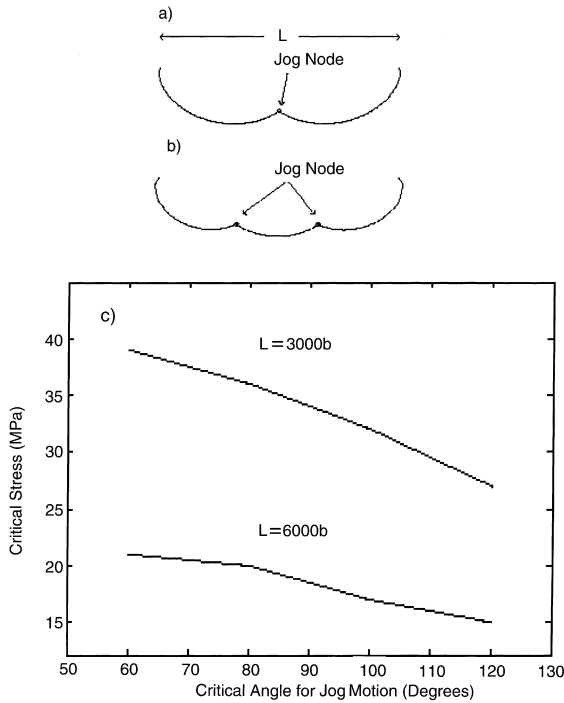 a)
L
Jog Node
b)
Jog Node
c)
L=3000b
L=6000b
40
35
30
25
20
15
Critical Stress (MPa)
50 60 70 80 90 100 110 120 130
Critical Angle for Jog Motion (Degrees)